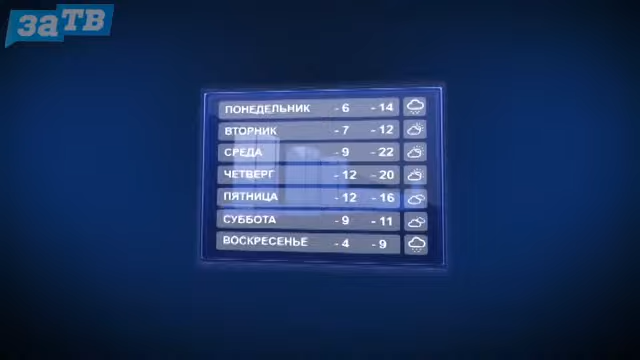 заТВ
ПОНЕДЕЛЬНИК - 6 - 14
ВТОРНИК - 7 - 12
СРЕДА - 9 - 22
ЧЕТВЕРГ - 12 - 20
ПЯТНИЦА - 12 - 16
СУББОТА - 9 - 11
ВОСКРЕСЕНЬЕ - 4 - 9